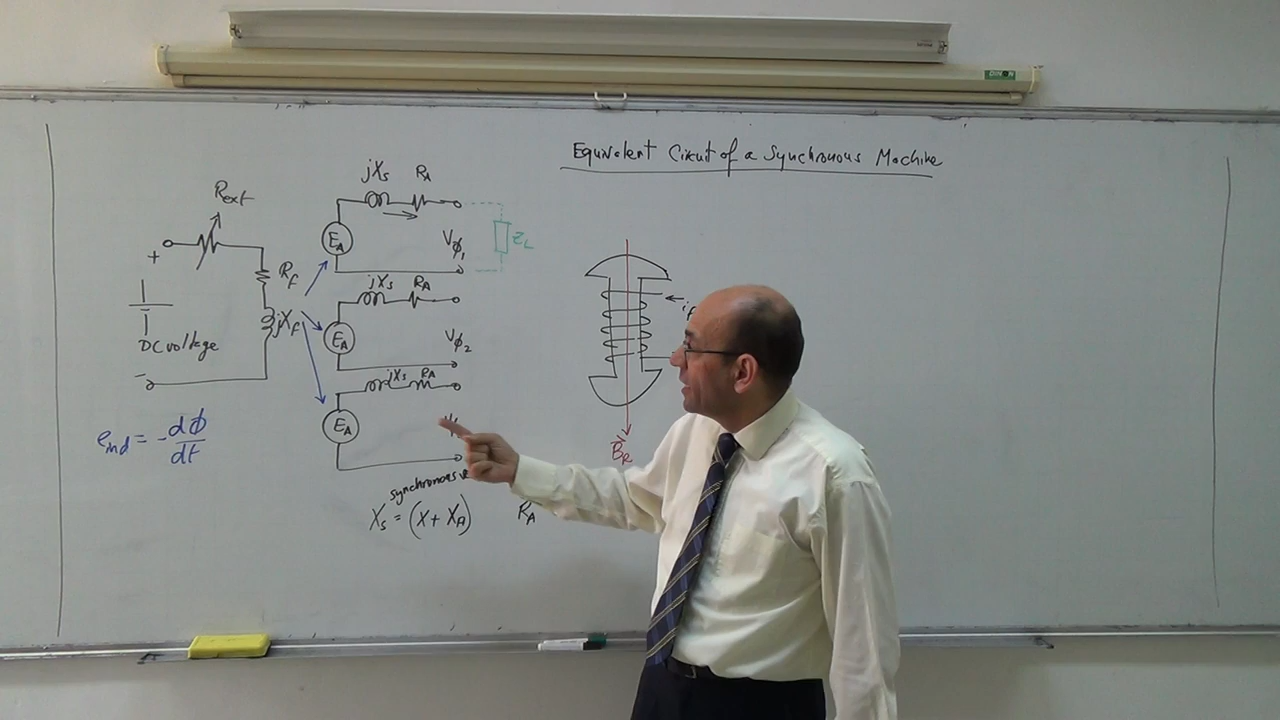 DIXON
Equivalent Circuit of a Synchronous Machine
jXs RA
Rext
EA
Vϕ1
ZL
+
Rf
jXs RA
jXf
EA
Vϕ2
DC voltage
jXs RA
-
EA
eind = -dϕ/dt
BR
synchronous
Xs = (X + XA)
RA